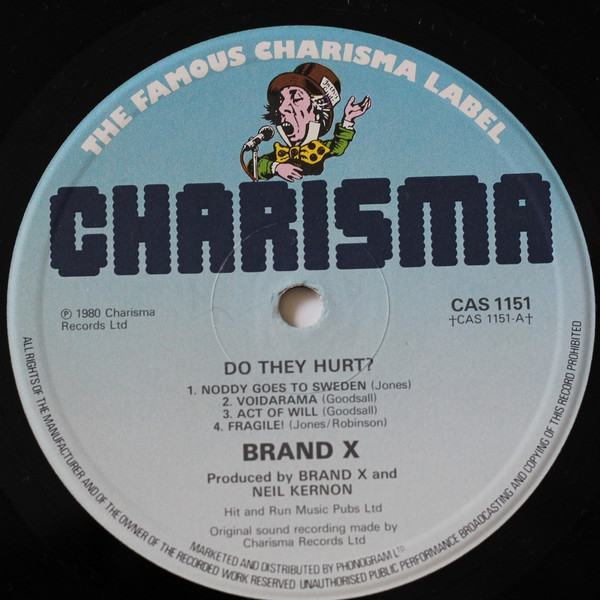 THE FAMOUS CHARISMA LABEL
CHARISMA
℗ 1980 Charisma
Records Ltd
CAS 1151
†CAS 1151-A†
DO THEY HURT?
1. NODDY GOES TO SWEDEN (Jones)
2. VOIDARAMA (Goodsall)
3. ACT OF WILL (Goodsall)
4. FRAGILE! (Jones/Robinson)
BRAND X
Produced by BRAND X and
NEIL KERNON
Hit and Run Music Pubs Ltd
Original sound recording made by
Charisma Records Ltd
MARKETED AND DISTRIBUTED BY PHONOGRAM LTD.
ALL RIGHTS OF THE MANUFACTURER AND OF THE OWNER OF THE RECORDED WORK RESERVED UNAUTHORISED PUBLIC PERFORMANCE BROADCASTING AND COPYING OF THIS RECORD PROHIBITED